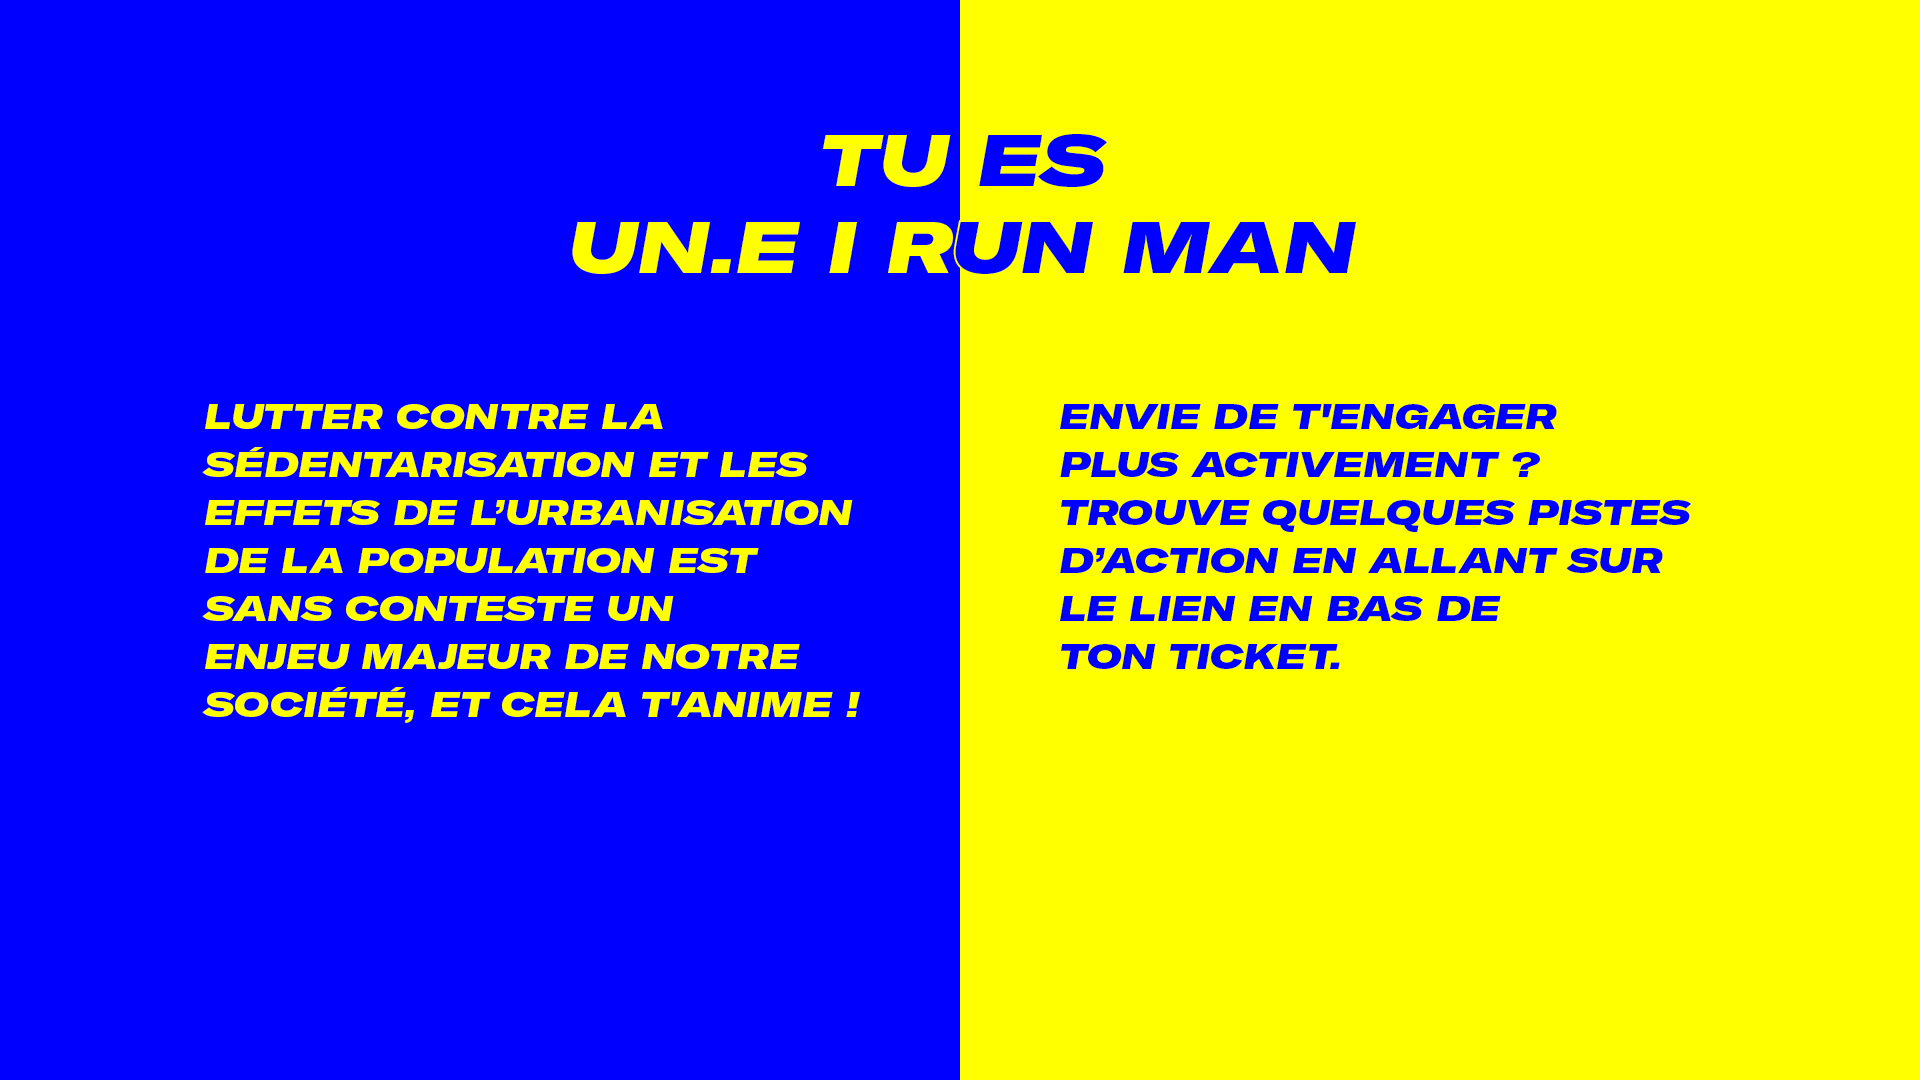 TU ES
UN.E I RUN MAN
LUTTER CONTRE LA
SÉDENTARISATION ET LES
EFFETS DE L’URBANISATION
DE LA POPULATION EST
SANS CONTESTE UN
ENJEU MAJEUR DE NOTRE
SOCIÉTÉ, ET CELA T'ANIME !
ENVIE DE T'ENGAGER
PLUS ACTIVEMENT ?
TROUVE QUELQUES PISTES
D’ACTION EN ALLANT SUR
LE LIEN EN BAS DE
TON TICKET.